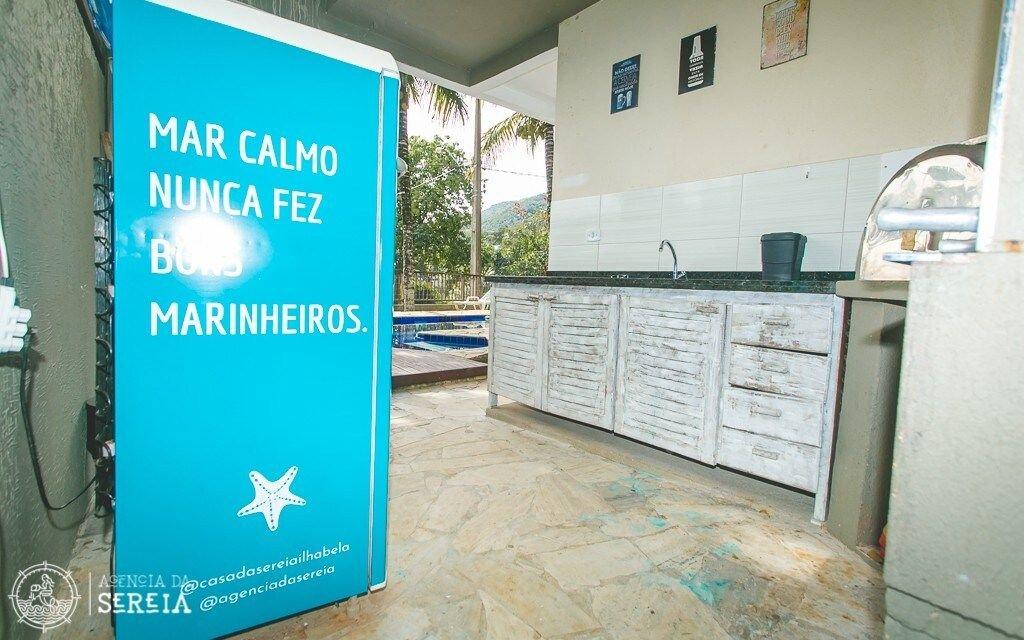 MAR CALMO
NUNCA FEZ
BONS
MARINHEIROS.
@casadasereiailhabela
@agenciadasereia
AGENCIA DA
SEREIA